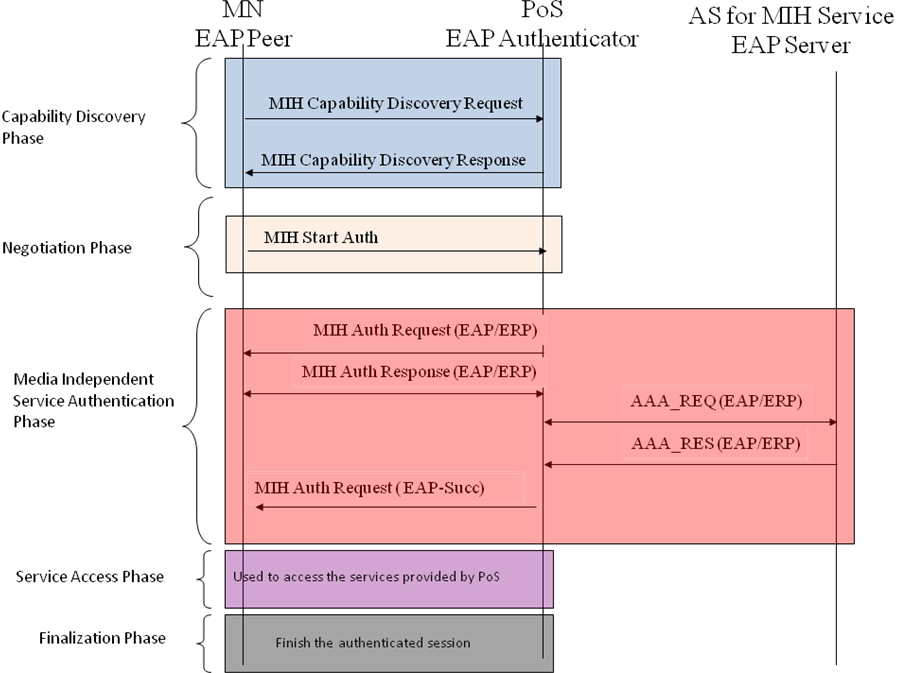 MN
EAP Peer
PoS
EAP Authenticator
AS for MIH Service
EAP Server
Capability Discovery
Phase
MIH Capability Discovery Request
MIH Capability Discovery Response
Negotiation Phase
MIH Start Auth
Media Independent
Service Authentication
Phase
MIH Auth Request (EAP/ERP)
MIH Auth Response (EAP/ERP)
AAA_REQ (EAP/ERP)
AAA_RES (EAP/ERP)
MIH Auth Request ( EAP-Succ)
Service Access Phase
Used to access the services provided by PoS
Finalization Phase
Finish the authenticated session